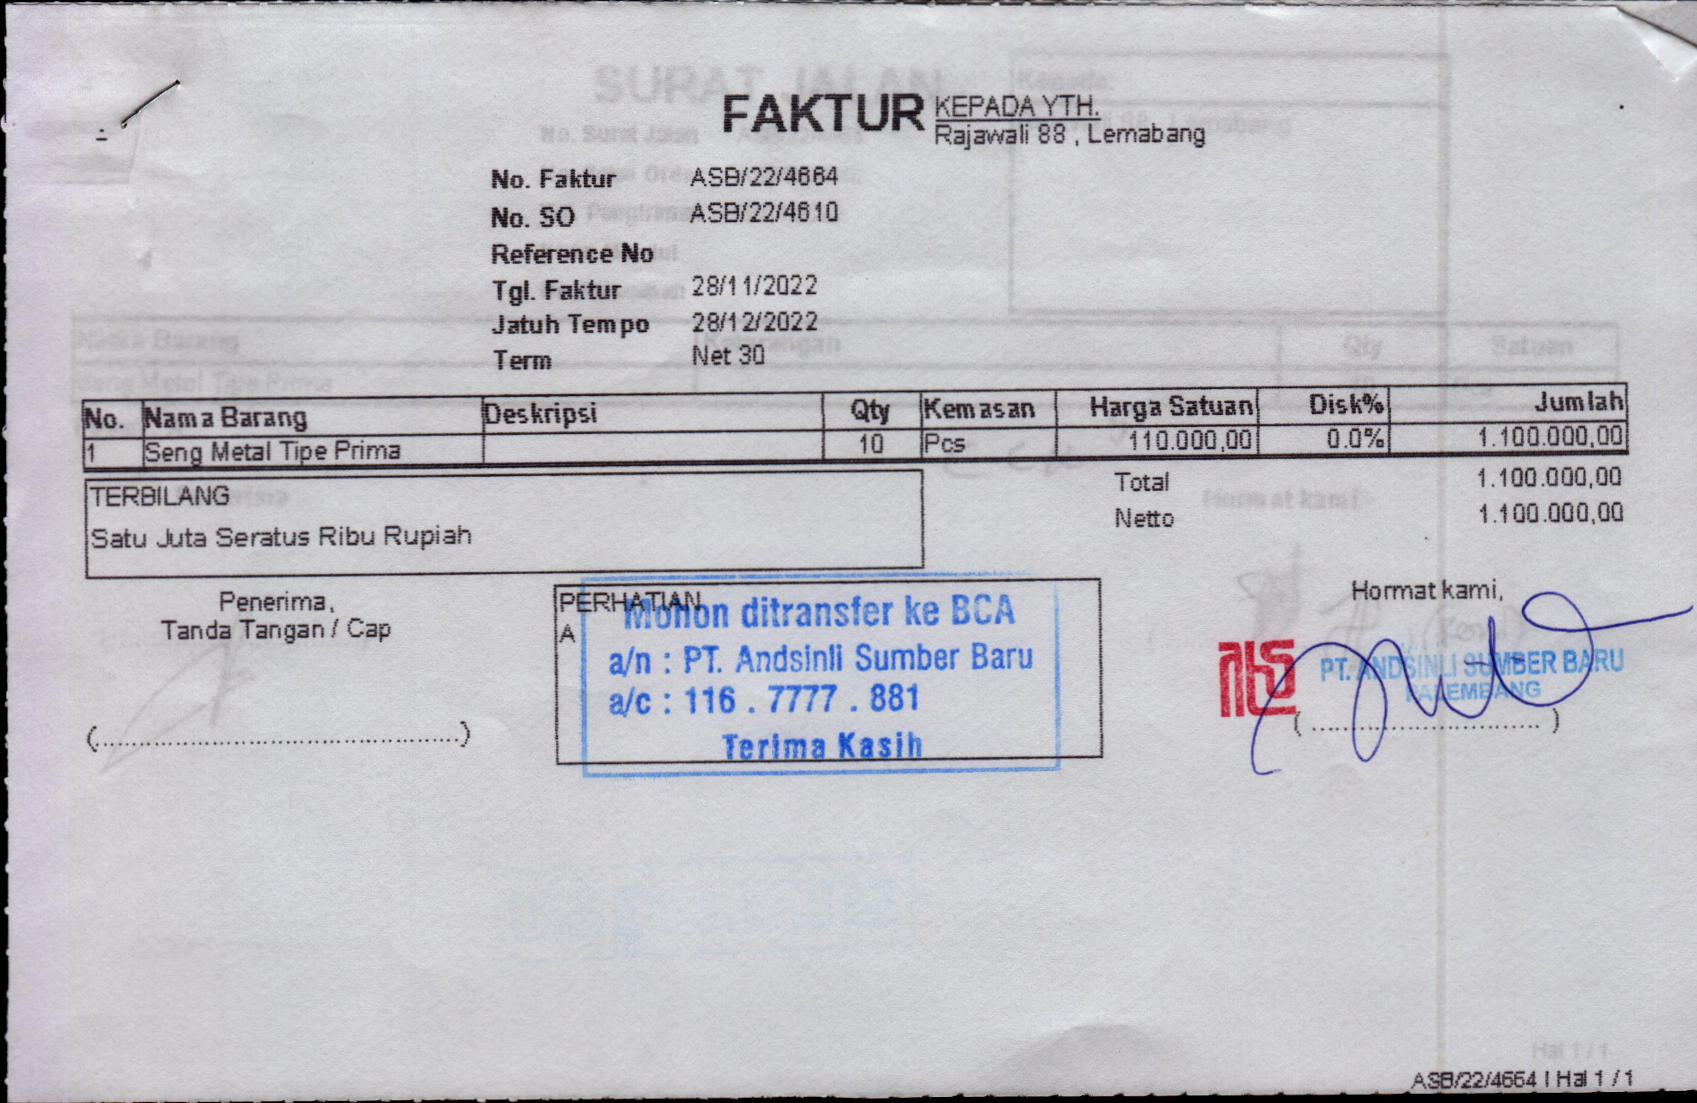 FAKTUR
KEPADA YTH.
Rajawali 88 , Lemabang
No. Faktur ASB/22/4664
No. SO ASB/22/4610
Reference No
Tgl. Faktur 28/11/2022
Jatuh Tempo 28/12/2022
Term Net 30
No. Nama Barang Deskripsi Qty Kemasan Harga Satuan Disk% Jumlah
1 Seng Metal Tipe Prima 10 Pcs 110.000,00 0.0% 1.100.000,00
TERBILANG
Satu Juta Seratus Ribu Rupiah
Total 1.100.000,00
Netto 1.100.000,00
Penerima,
Tanda Tangan / Cap
(............................................)
PERHATIAN
A
Mohon ditransfer ke BCA
a/n : PT. Andsinli Sumber Baru
a/c : 116 . 7777 . 881
Terima Kasih
Hormat kami,
PT. ANDSINLI SUMBER BARU
PALEMBANG
( ............................ )
Hal 1 / 1
ASB/22/4664 | Hal 1 / 1